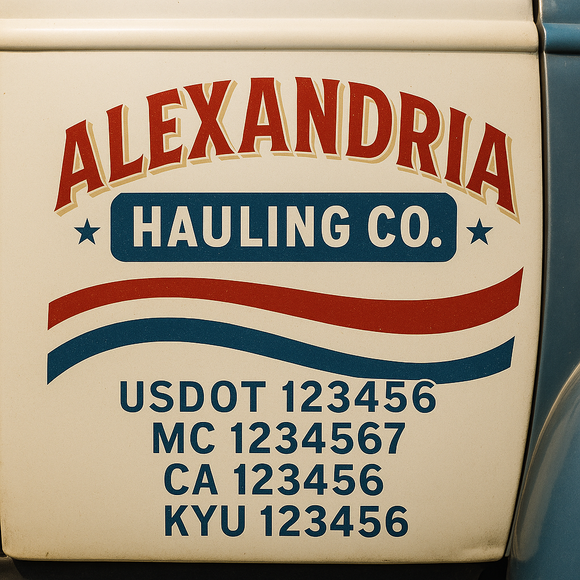 ALEXANDRIA
HAULING CO.
USDOT 123456
MC 1234567
CA 123456
KYU 123456